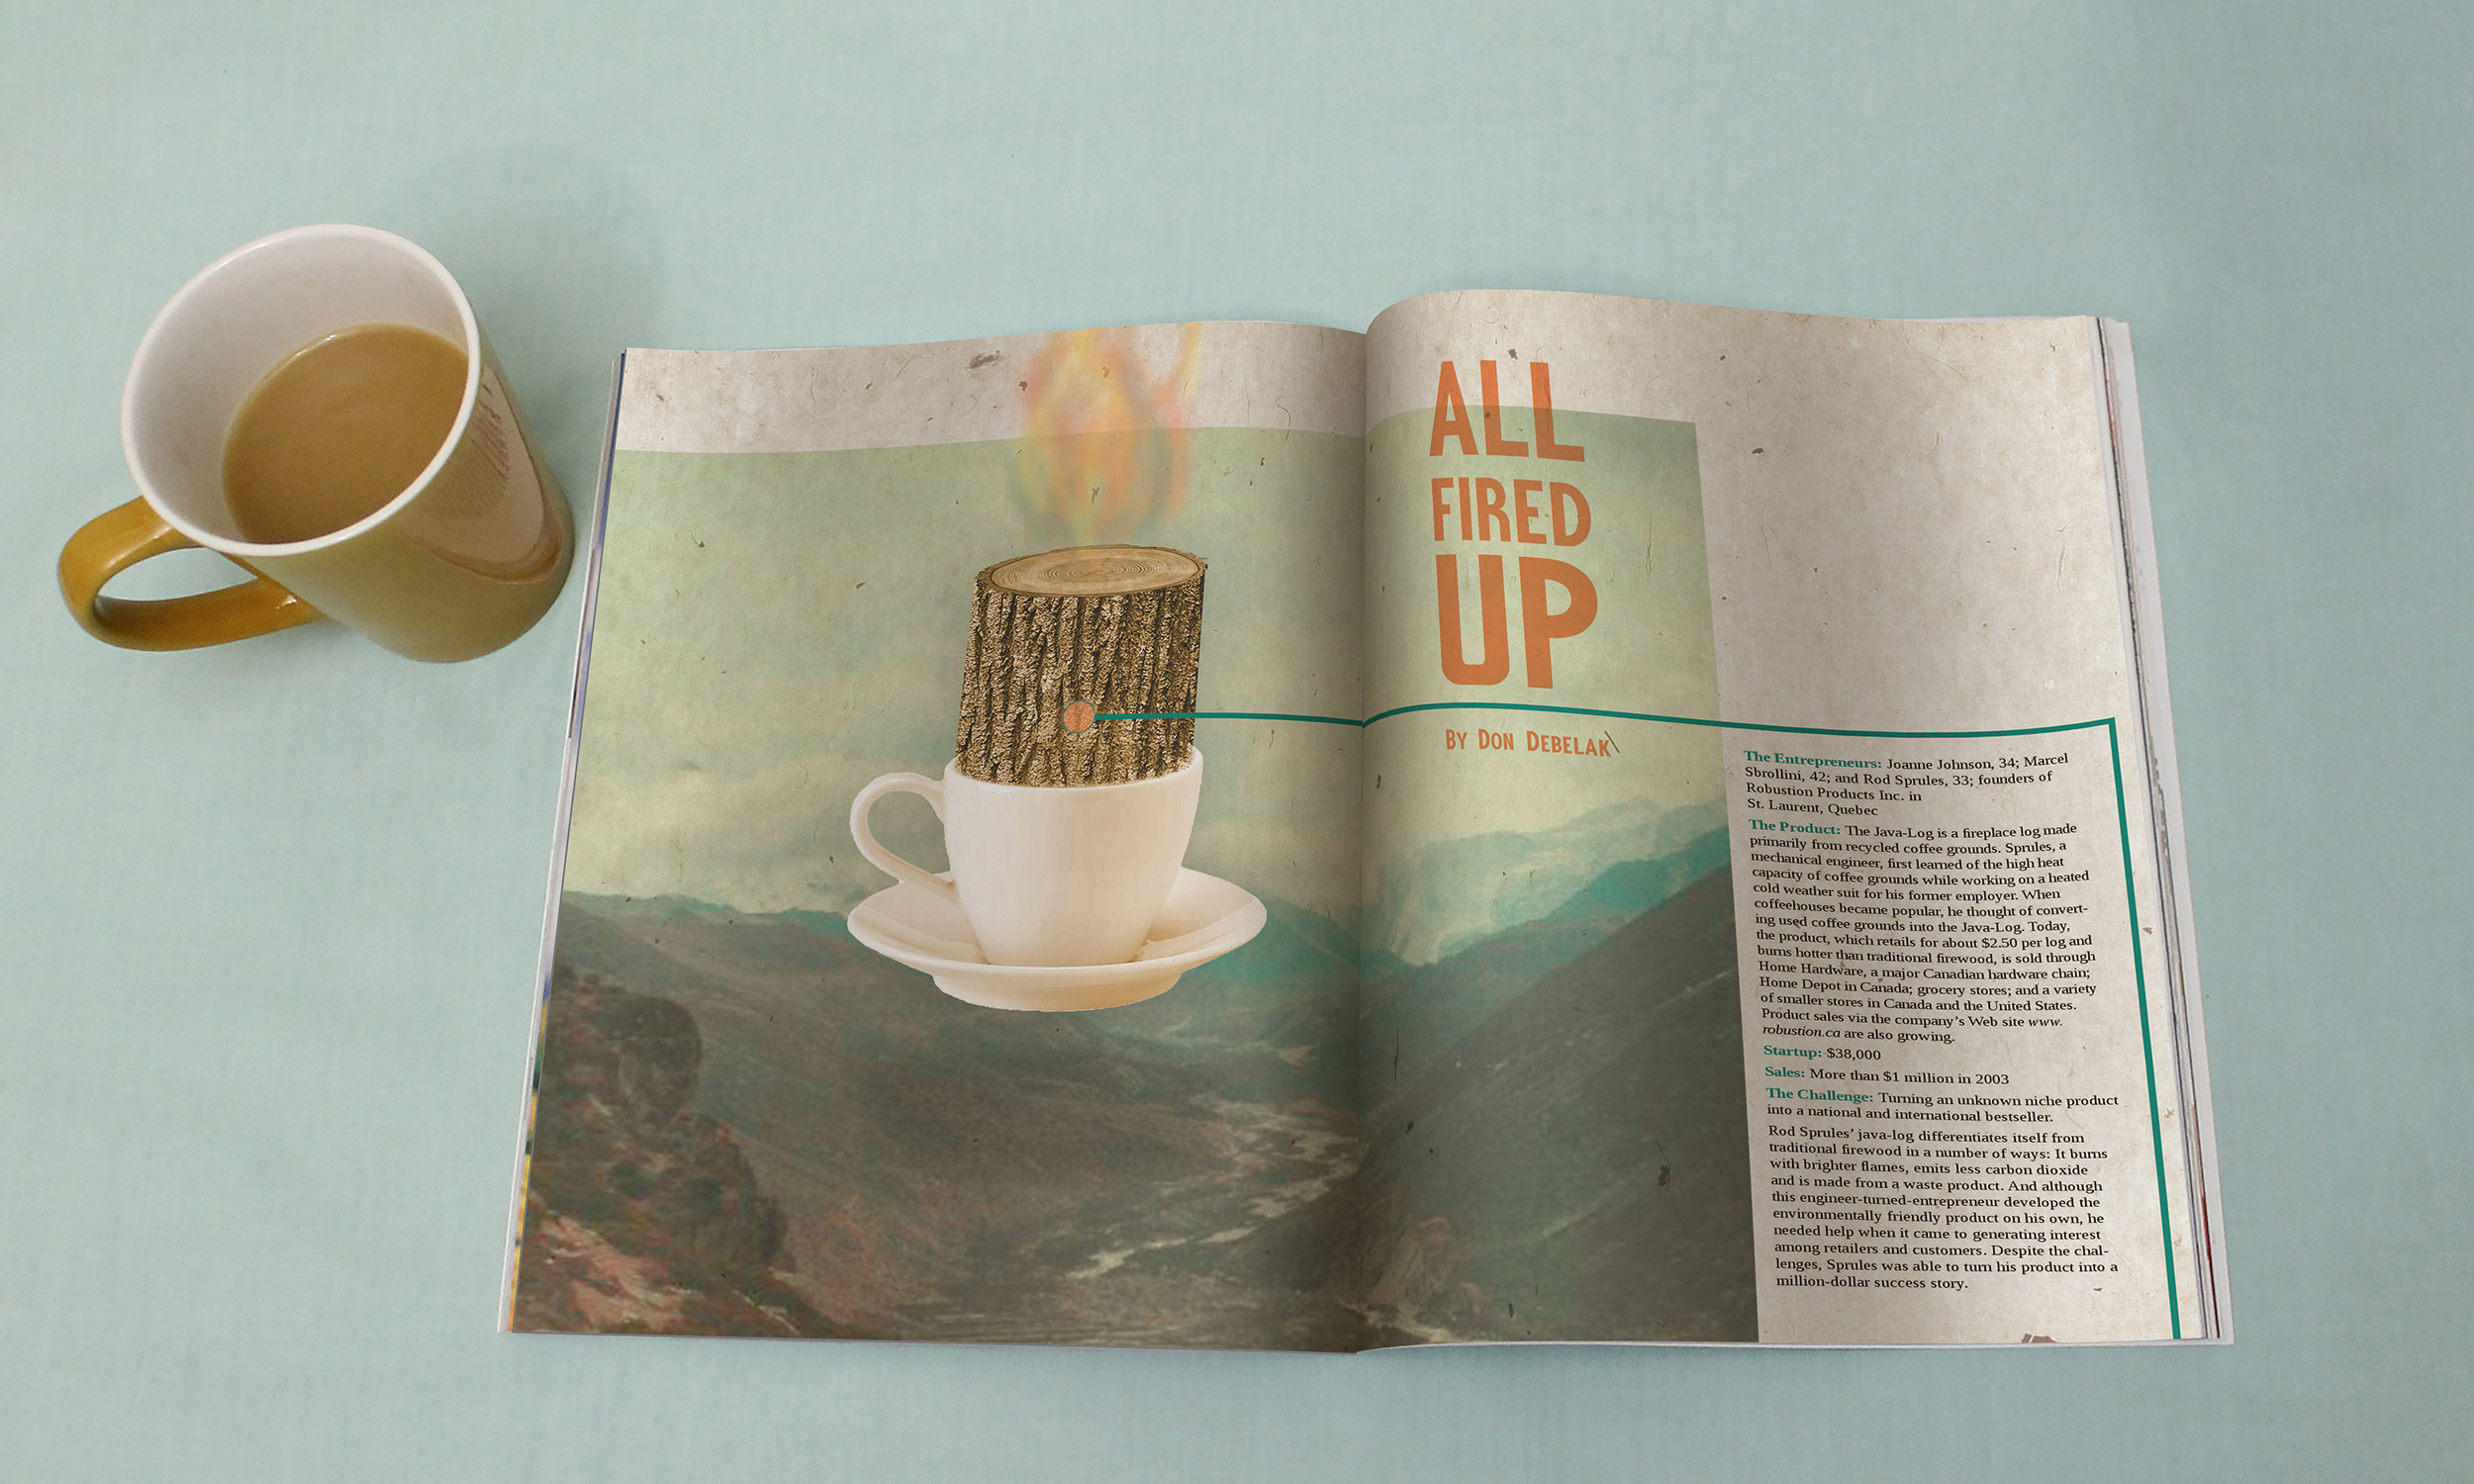 ALL
FIRED
UP
BY DON DEBELAK
The Entrepreneurs: Joanne Johnson, 34; Marcel
Sbrollini, 42; and Rod Sprules, 33; founders of
Robustion Products Inc. in
St. Laurent, Quebec
The Product: The Java-Log is a fireplace log made
primarily from recycled coffee grounds. Sprules, a
mechanical engineer, first learned of the high heat
capacity of coffee grounds while working on a heated
cold weather suit for his former employer. When
coffeehouses became popular, he thought of convert-
ing used coffee grounds into the Java-Log. Today,
the product, which retails for about $2.50 per log and
burns hotter than traditional firewood, is sold through
Home Hardware, a major Canadian hardware chain;
Home Depot in Canada; grocery stores; and a variety
of smaller stores in Canada and the United States.
Product sales via the company's Web site www.
robustion.ca are also growing.
Startup: $38,000
Sales: More than $1 million in 2003
The Challenge: Turning an unknown niche product
into a national and international bestseller.
Rod Sprules' java-log differentiates itself from
traditional firewood in a number of ways: It burns
with brighter flames, emits less carbon dioxide
and is made from a waste product. And although
this engineer-turned-entrepreneur developed the
environmentally friendly product on his own, he
needed help when it came to generating interest
among retailers and customers. Despite the chal-
lenges, Sprules was able to turn his product into a
million-dollar success story.